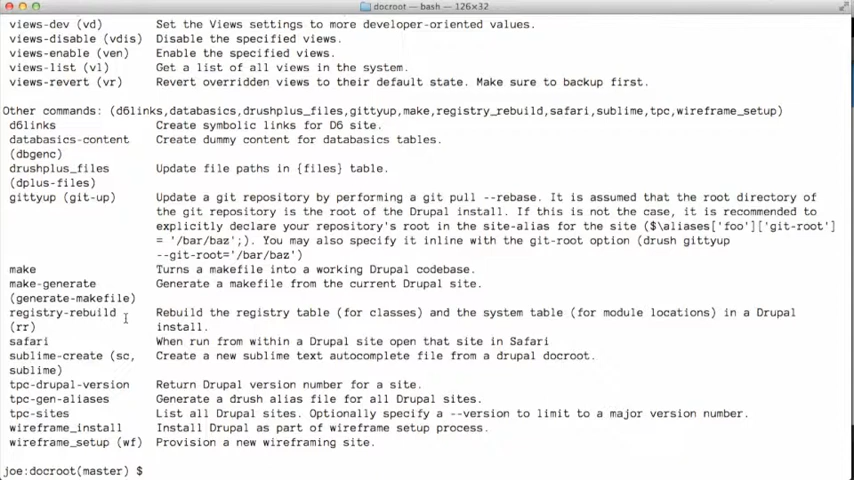 docroot — bash — 126×32
views-dev (vd) Set the Views settings to more developer-oriented values.
views-disable (vdis) Disable the specified views.
views-enable (ven) Enable the specified views.
views-list (vl) Get a list of all views in the system.
views-revert (vr) Revert overridden views to their default state. Make sure to backup first.
Other commands: (d6links,databasics,drushplus_files,gittyup,make,registry_rebuild,safari,sublime,tpc,wireframe_setup)
d6links Create symbolic links for D6 site.
databasics-content Create dummy content for databasics tables.
(dbgenc)
drushplus_files Update file paths in {files} table.
(dplus-files)
gittyup (git-up) Update a git repository by performing a git pull --rebase. It is assumed that the root directory of
the git repository is the root of the Drupal install. If this is not the case, it is recommended to
explicitly declare your repository's root in the site-alias for the site ($\aliases['foo']['git-root']
= '/bar/baz';). You may also specify it inline with the git-root option (drush gittyup
--git-root='/bar/baz')
make Turns a makefile into a working Drupal codebase.
make-generate Generate a makefile from the current Drupal site.
(generate-makefile)
registry-rebuild Rebuild the registry table (for classes) and the system table (for module locations) in a Drupal
(rr) install.
safari When run from within a Drupal site open that site in Safari
sublime-create (sc, Create a new sublime text autocomplete file from a drupal docroot.
sublime)
tpc-drupal-version Return Drupal version number for a site.
tpc-gen-aliases Generate a drush alias file for all Drupal sites.
tpc-sites List all Drupal sites. Optionally specify a --version to limit to a major version number.
wireframe_install Install Drupal as part of wireframe setup process.
wireframe_setup (wf) Provision a new wireframing site.
joe:docroot(master) $